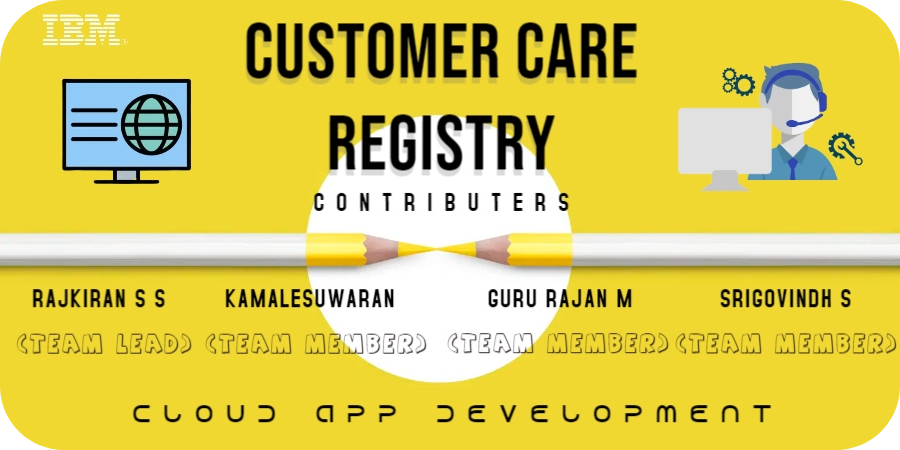 IBM
CUSTOMER CARE
REGISTRY
CONTRIBUTERS
RAJKIRAN S S KAMALESUWARAN GURU RAJAN M SRIGOVINDH S
(TEAM LEAD) (TEAM MEMBER) (TEAM MEMBER) (TEAM MEMBER)
CLOUD APP DEVELOPMENT